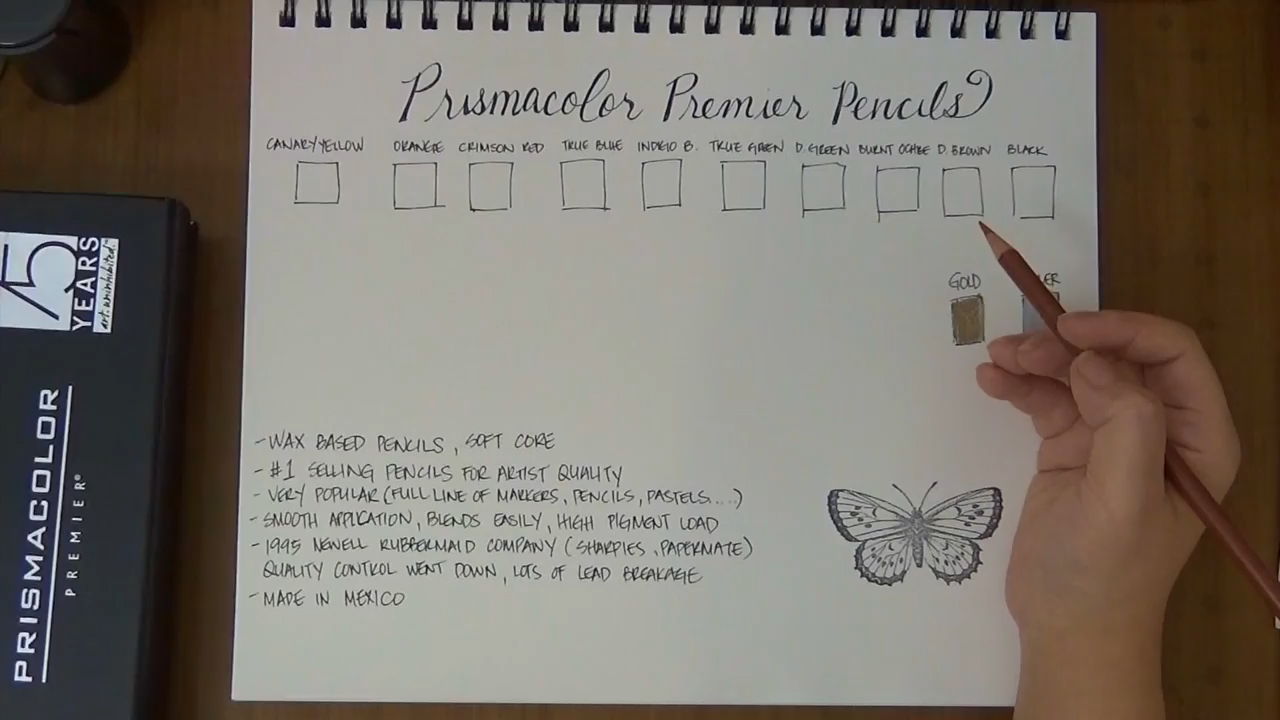 Prismacolor Premier Pencils
CANARY YELLOW ORANGE CRIMSON RED TRUE BLUE INDIGO B. TRUE GREEN D. GREEN BURNT OCHRE D. BROWN BLACK
GOLD
- WAX BASED PENCILS, SOFT CORE
- #1 SELLING PENCILS FOR ARTIST QUALITY
- VERY POPULAR (FULL LINE OF MARKERS, PENCILS, PASTELS....)
- SMOOTH APPLICATION, BLENDS EASILY, HIGH PIGMENT LOAD
- 1995 NEWELL RUBBERMAID COMPANY (SHARPIES, PAPERMATE)
QUALITY CONTROL WENT DOWN, LOTS OF LEAD BREAKAGE
- MADE IN MEXICO
75
YEARS
art. uninhibited.
PRISMACOLOR
PREMIER®